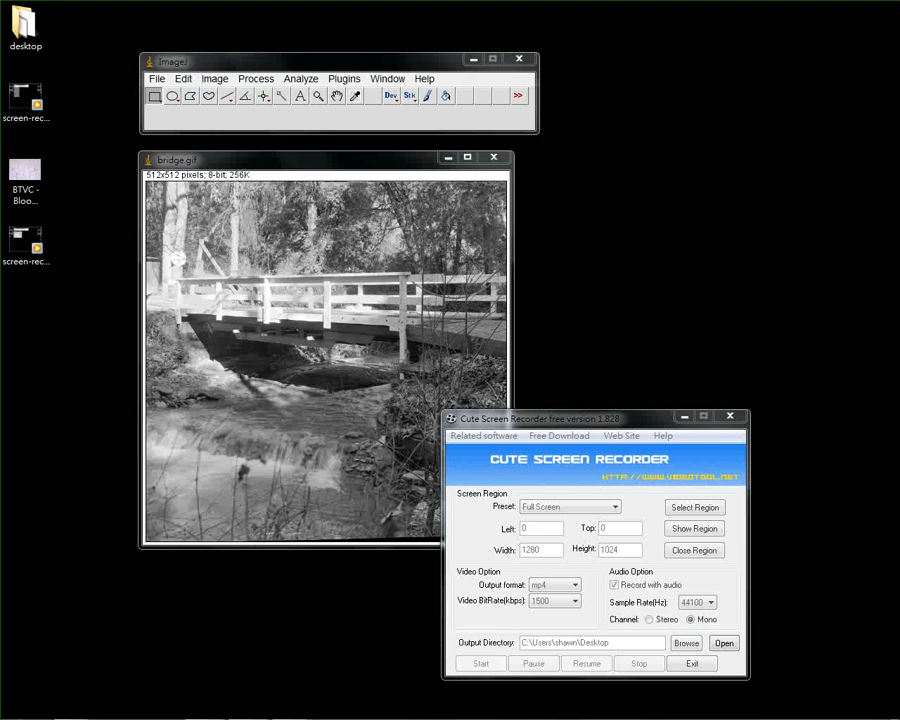 desktop
screen-rec...
BTVC -
Bloo...
screen-rec...
ImageJ
File Edit Image Process Analyze Plugins Window Help
Dev. Stk. >>
bridge.gif
512x512 pixels; 8-bit; 256K
Cute Screen Recorder free version 1.828
Related software Free Download Web Site Help
CUTE SCREEN RECORDER
HTTP://WWW.VIDEOTOOL.NET
Screen Region
Preset: Full Screen Select Region
Left: 0 Top: 0 Show Region
Width: 1280 Height: 1024 Close Region
Video Option Audio Option
Output format: mp4 Record with audio
Video BitRate(kbps): 1500 Sample Rate(Hz): 44100
Channel: Stereo Mono
Output Directory: C:\Users\shawn\Desktop Browse Open
Start Pause Resume Stop Exit